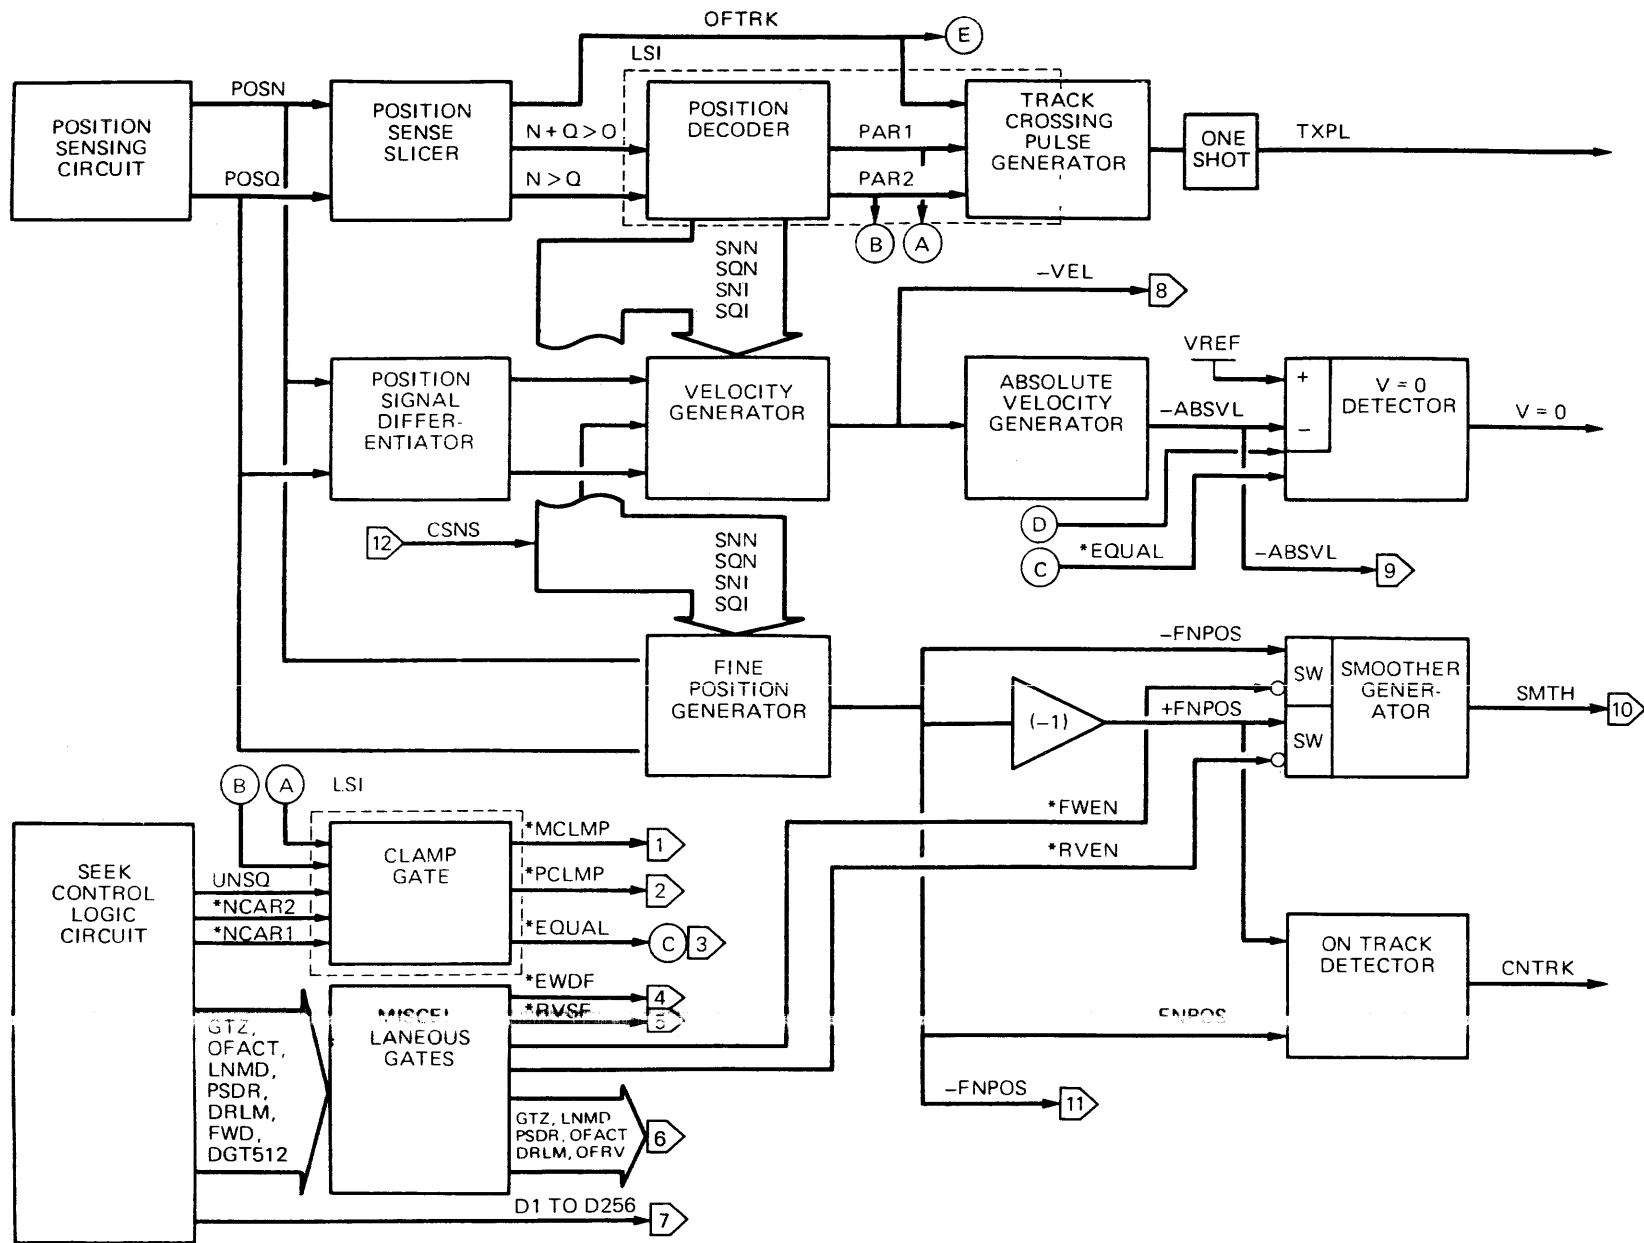 OFTRK
E
LSI
POSITION
SENSING
CIRCUIT
POSN
POSQ
POSITION
SENSE
SLICER
N + Q > O
N > Q
POSITION
DECODER
PAR1
PAR2
TRACK
CROSSING
PULSE
GENERATOR
ONE
SHOT
TXPL
B
A
SNN
SQN
SNI
SQI
–VEL
8
POSITION
SIGNAL
DIFFER-
ENTIATOR
VELOCITY
GENERATOR
ABSOLUTE
VELOCITY
GENERATOR
–ABSVL
VREF
+
–
V = 0
DETECTOR
V = 0
12
CSNS
SNN
SQN
SNI
SQI
D
*EQUAL
C
–ABSVL
9
FINE
POSITION
GENERATOR
–FNPOS
(–1)
+FNPOS
SW
SW
SMOOTHER
GENER-
ATOR
SMTH
10
*FWEN
*RVEN
B
A
LSI
SEEK
CONTROL
LOGIC
CIRCUIT
UNSQ
*NCAR2
*NCAR1
CLAMP
GATE
*MCLMP
1
*PCLMP
2
*EQUAL
C
3
*EWDF
4
*RVSF
5
MISCEL
LANEOUS
GATES
GTZ,
OFACT,
LNMD,
PSDR,
DRLM,
FWD,
DGT512
GTZ, LNMD
PSDR, OFACT
DRLM, OFRV
6
D1 TO D256
7
ON TRACK
DETECTOR
CNTRK
FNPOS
–FNPOS
11